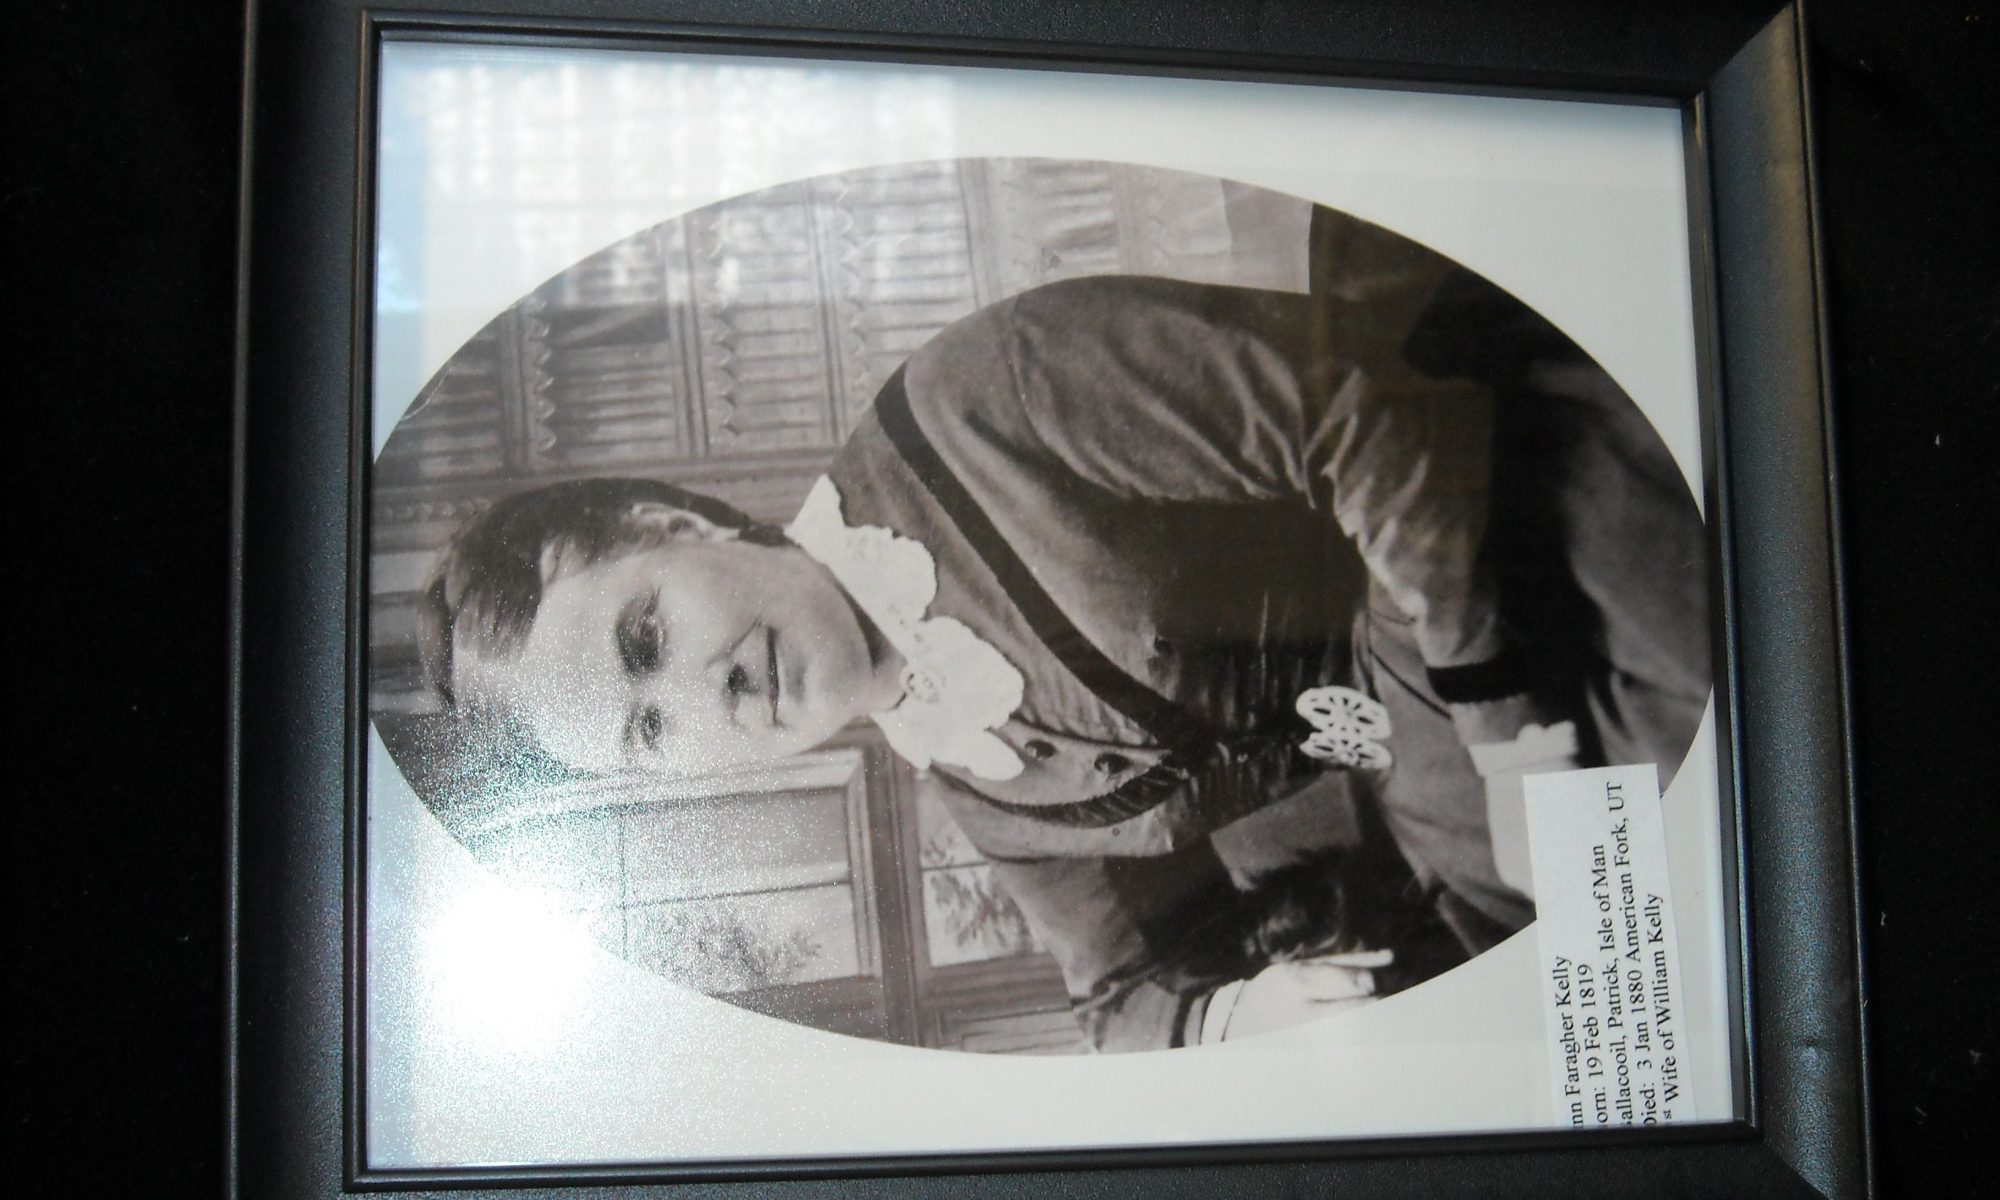 nn Faragher Kelly
orn: 19 Feb 1819
allacooil, Patrick, Isle of Man
Died: 3 Jan 1880 American Fork, UT
st Wife of William Kelly